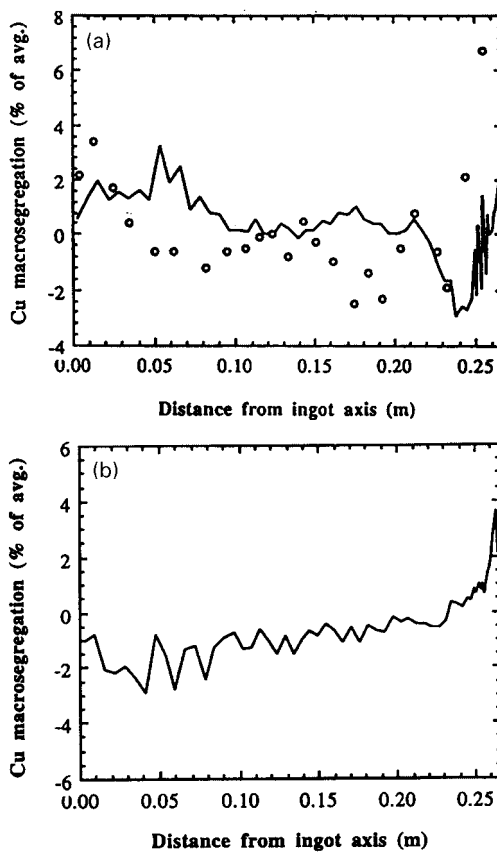 (a)
Cu macrosegregation (% of avg.)
8
6
4
2
0
-2
-4
0.00 0.05 0.10 0.15 0.20 0.25
Distance from ingot axis (m)
(b)
Cu macrosegregation (% of avg.)
6
4
2
0
-2
-4
-6
0.00 0.05 0.10 0.15 0.20 0.25
Distance from ingot axis (m)